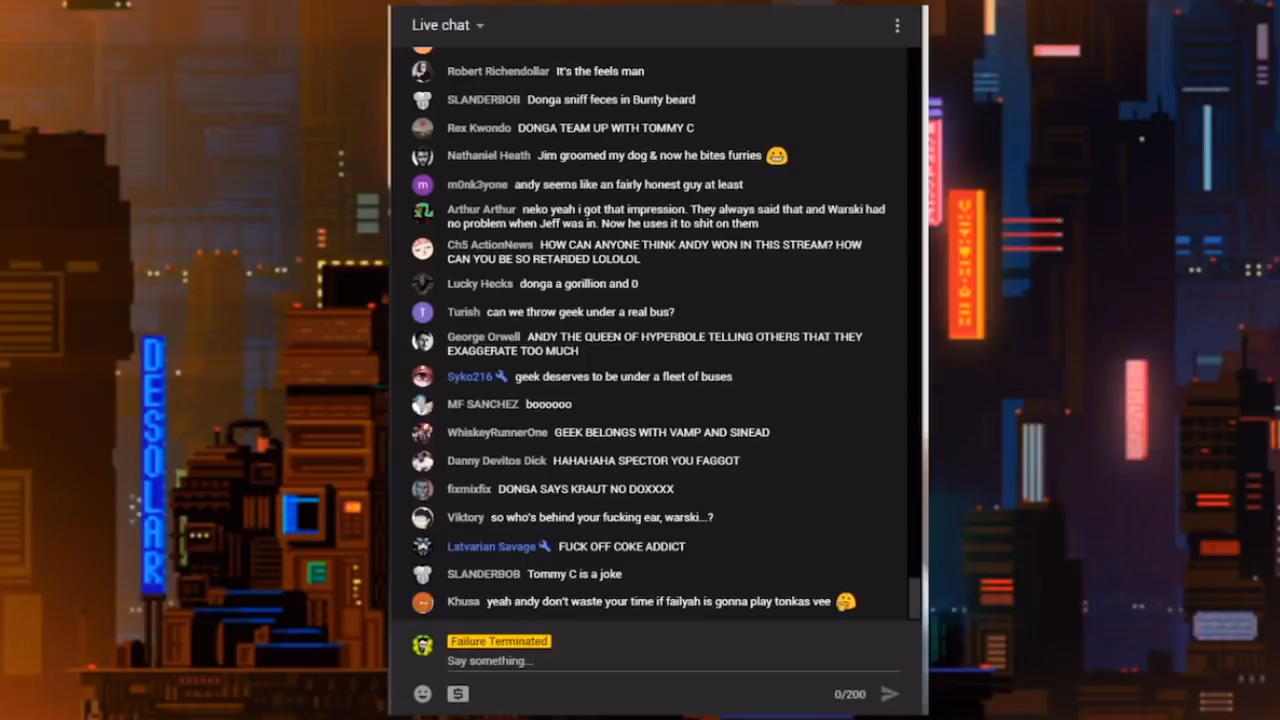 Live chat
Robert Richendollar It's the feels man
SLANDERBOB Donga sniff feces in Bunty beard
Rex Kwondo DONGA TEAM UP WITH TOMMY C
Nathaniel Heath Jim groomed my dog & now he bites furries 😁
m m0nk3yone andy seems like an fairly honest guy at least
Arthur Arthur neko yeah i got that impression. They always said that and Warski had
no problem when Jeff was in. Now he uses it to shit on them
Ch5 ActionNews HOW CAN ANYONE THINK ANDY WON IN THIS STREAM? HOW
CAN YOU BE SO RETARDED LOLOLOL
Lucky Hecks donga a gorillion and 0
T Turish can we throw geek under a real bus?
George Orwell ANDY THE QUEEN OF HYPERBOLE TELLING OTHERS THAT THEY
EXAGGERATE TOO MUCH
Syko216 geek deserves to be under a fleet of buses
MF SANCHEZ boooooo
WhiskeyRunnerOne GEEK BELONGS WITH VAMP AND SINEAD
Danny Devitos Dick HAHAHAHA SPECTOR YOU FAGGOT
fixmixfix DONGA SAYS KRAUT NO DOXXXX
Viktory so who's behind your fucking ear, warski...?
Latvarian Savage FUCK OFF COKE ADDICT
SLANDERBOB Tommy C is a joke
Khusa yeah andy don't waste your time if failyah is gonna play tonkas vee 🤔
Failure Terminated
Say something...
0/200
DESOLAR